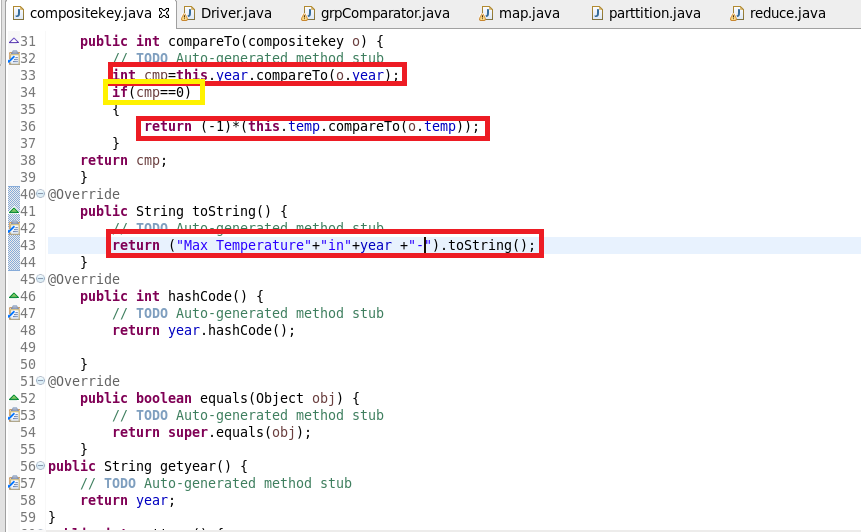 compositekey.java Driver.java grpComparator.java map.java parttition.java reduce.java
31 public int compareTo(compositekey o) {
32 // TODO Auto-generated method stub
33 int cmp=this.year.compareTo(o.year);
34 if(cmp==0)
35 {
36 return (-1)*(this.temp.compareTo(o.temp));
37 }
38 return cmp;
39 }
40 @Override
41 public String toString() {
42 // TODO Auto-generated method stub
43 return ("Max Temperature"+"in"+year +"-").toString();
44 }
45 @Override
46 public int hashCode() {
47 // TODO Auto-generated method stub
48 return year.hashCode();
49
50 }
51 @Override
52 public boolean equals(Object obj) {
53 // TODO Auto-generated method stub
54 return super.equals(obj);
55 }
56 public String getyear() {
57 // TODO Auto-generated method stub
58 return year;
59 }